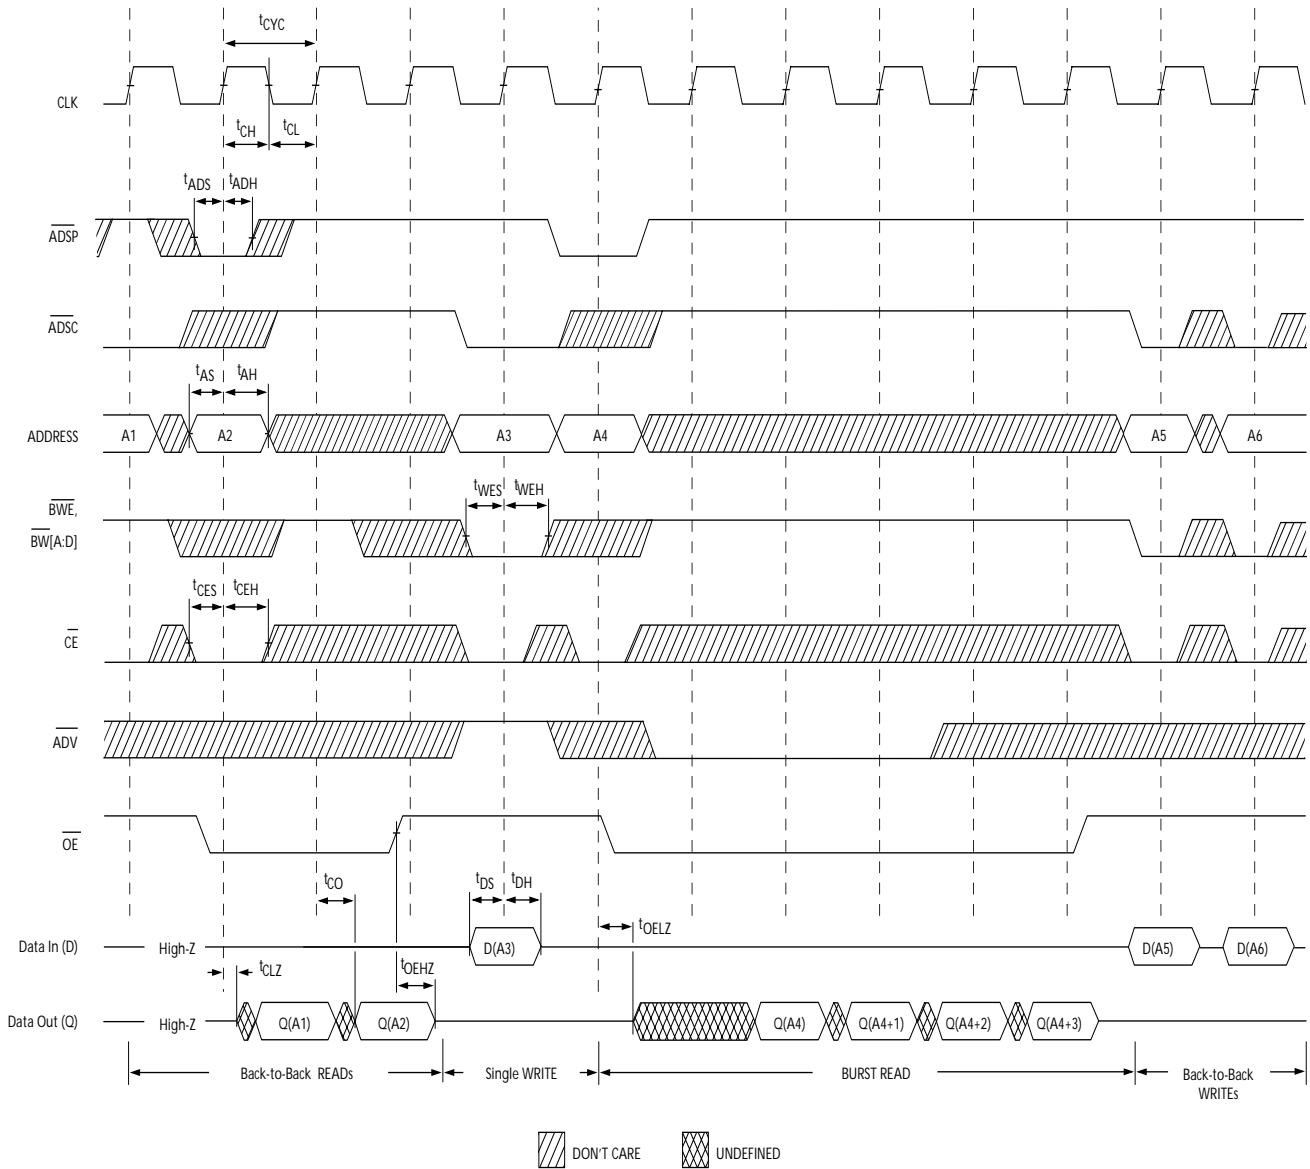 tCYC
CLK
tCH
tCL
tADS
tADH
ADSP
ADSC
tAS
tAH
ADDRESS
A1
A2
A3
A4
A5
A6
tWES
tWEH
BWE,
BW[A:D]
tCES
tCEH
CE
ADV
OE
tCO
tDS
tDH
tOELZ
Data In (D)
High-Z
D(A3)
D(A5)
D(A6)
tCLZ
tOEHZ
Data Out (Q)
High-Z
Q(A1)
Q(A2)
Q(A4)
Q(A4+1)
Q(A4+2)
Q(A4+3)
Back-to-Back READs
Single WRITE
BURST READ
Back-to-Back
WRITEs
DON'T CARE
UNDEFINED